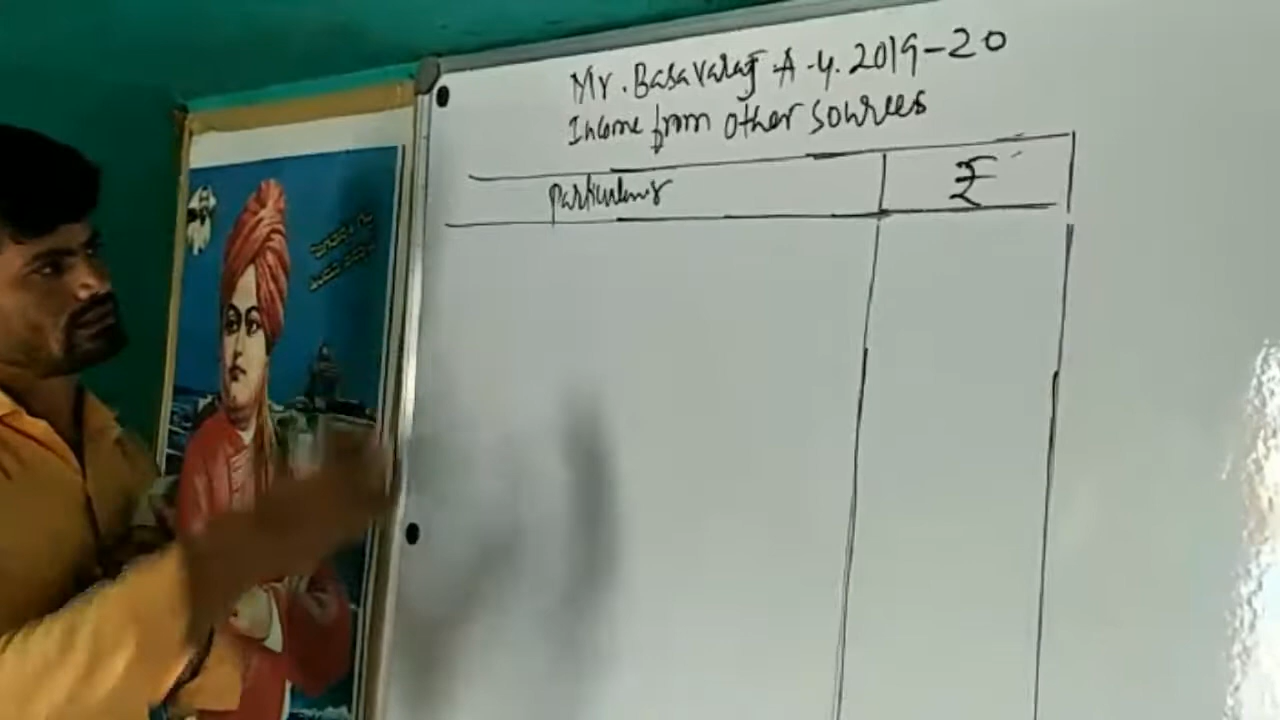 Mr. Basavaraj A.Y. 2019-20
Income from other sources
Particulars ₹